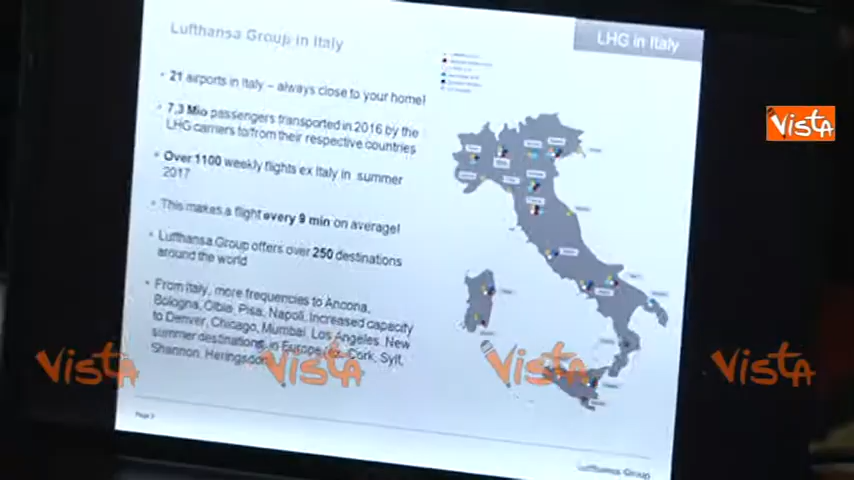 Lufthansa Group in Italy
LHG in Italy
VISTA
• 21 airports in Italy – always close to your home!
• 7,3 Mio passengers transported in 2016 by the
LHG carriers to/from their respective countries
• Over 1100 weekly flights ex Italy in summer
2017
• This makes a flight every 9 min on average!
• Lufthansa Group offers over 250 destinations
around the world
• From Italy, more frequencies to Ancona,
Bologna, Olbia, Pisa, Napoli. Increased capacity
to Denver, Chicago, Mumbai, Los Angeles. New
summer destinations in Europe Cork, Sylt,
Shannon, Heringsdorf
VISTA VISTA VISTA VISTA
Page
Lufthansa Group